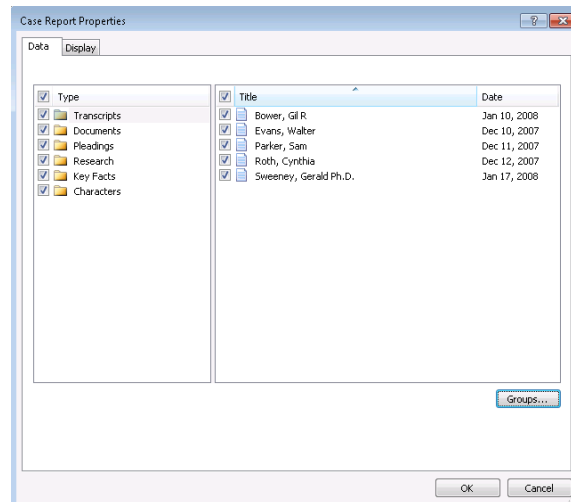 Case Report Properties
Data Display
Type
Transcripts
Documents
Pleadings
Research
Key Facts
Characters
Title Date
Bower, Gil R Jan 10, 2008
Evans, Walter Dec 10, 2007
Parker, Sam Dec 11, 2007
Roth, Cynthia Dec 12, 2007
Sweeney, Gerald Ph.D. Jan 17, 2008
Groups...
OK Cancel